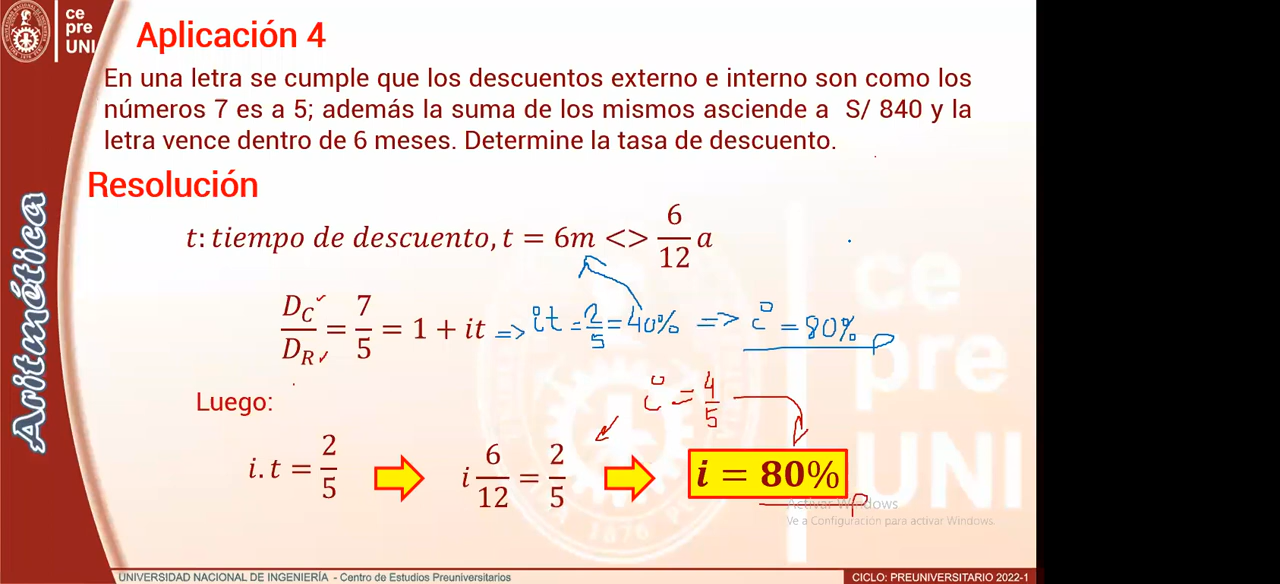 ce
pre
UNI
Aplicación 4
En una letra se cumple que los descuentos externo e interno son como los
números 7 es a 5; además la suma de los mismos asciende a S/ 840 y la
letra vence dentro de 6 meses. Determine la tasa de descuento.
Resolución
t: tiempo de descuento, t = 6m <> 6/12 a
D_C/D_R = 7/5 = 1 + it => it = 2/5 = 40% => i = 80%
i = 4/5
Luego:
i. t = 2/5 i 6/12 = 2/5 i = 80%
Aritmética
ce
pre
UNI
1876
Activar Windows
Ve a Configuración para activar Windows.
UNIVERSIDAD NACIONAL DE INGENIERÍA - Centro de Estudios Preuniversitarios
CICLO: PREUNIVERSITARIO 2022-1